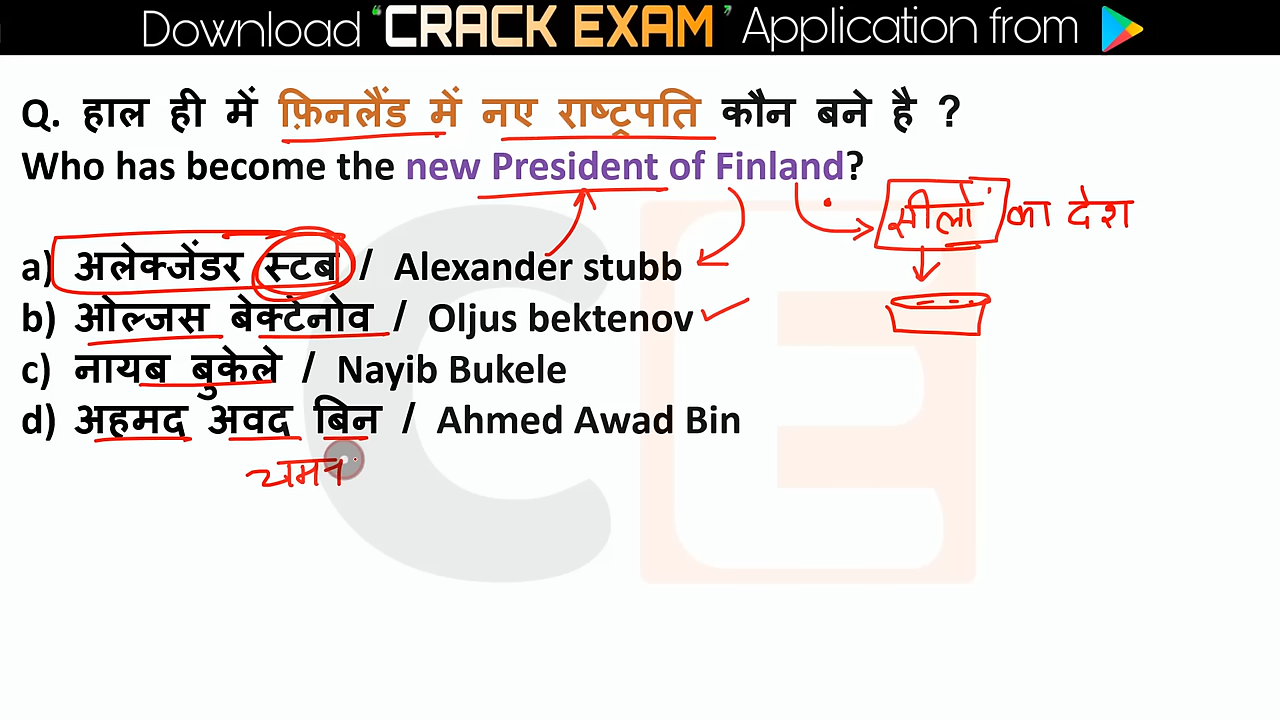 Download “CRACK EXAM” Application from
Q. हाल ही में फ़िनलैंड में नए राष्ट्रपति कौन बने है ?
Who has become the new President of Finland?
सीलों का देश
a) अलेक्जेंडर स्टब / Alexander stubb
b) ओल्जस बेक्टेनोव / Oljus bektenov
c) नायब बुकेले / Nayib Bukele
d) अहमद अवद बिन / Ahmed Awad Bin
CE